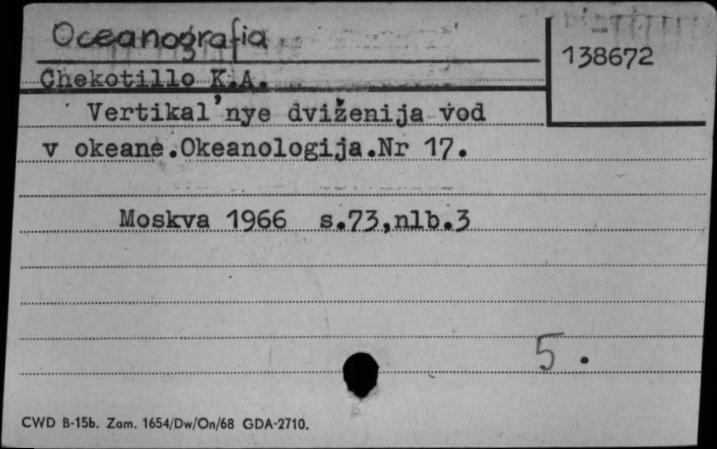 Oceanografia
138672
Chekotillo K.A.
Vertikal'nye dviženija vod
v okeane.Okeanologija.Nr 17.
Moskva 1966 s.73,nlb.3
5.
CWD B-15b. Zam. 1654/Dw/On/68 GDA-2710.